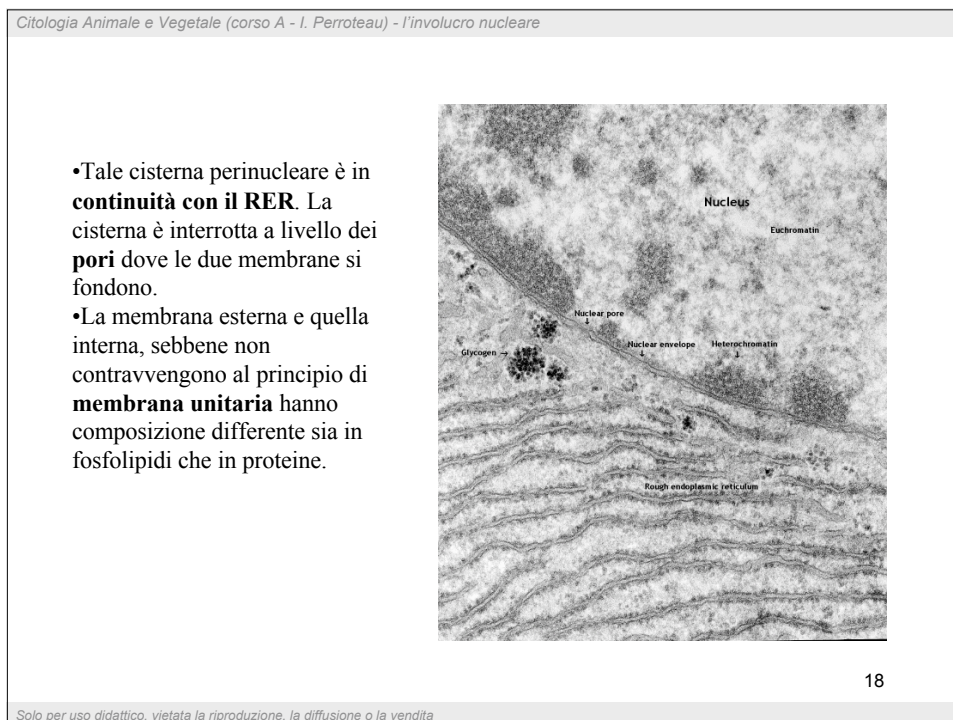 Citologia Animale e Vegetale (corso A - I. Perroteau) - l'involucro nucleare
•Tale cisterna perinucleare è in
continuità con il RER. La
cisterna è interrotta a livello dei
pori dove le due membrane si
fondono.
•La membrana esterna e quella
interna, sebbene non
contravvengono al principio di
membrana unitaria hanno
composizione differente sia in
fosfolipidi che in proteine.
Nucleus
Euchromatin
Nuclear pore
↓
Nuclear envelope
↓
Heterochromatin
↓
Glycogen →
Rough endoplasmic reticulum
18
Solo per uso didattico, vietata la riproduzione, la diffusione o la vendita